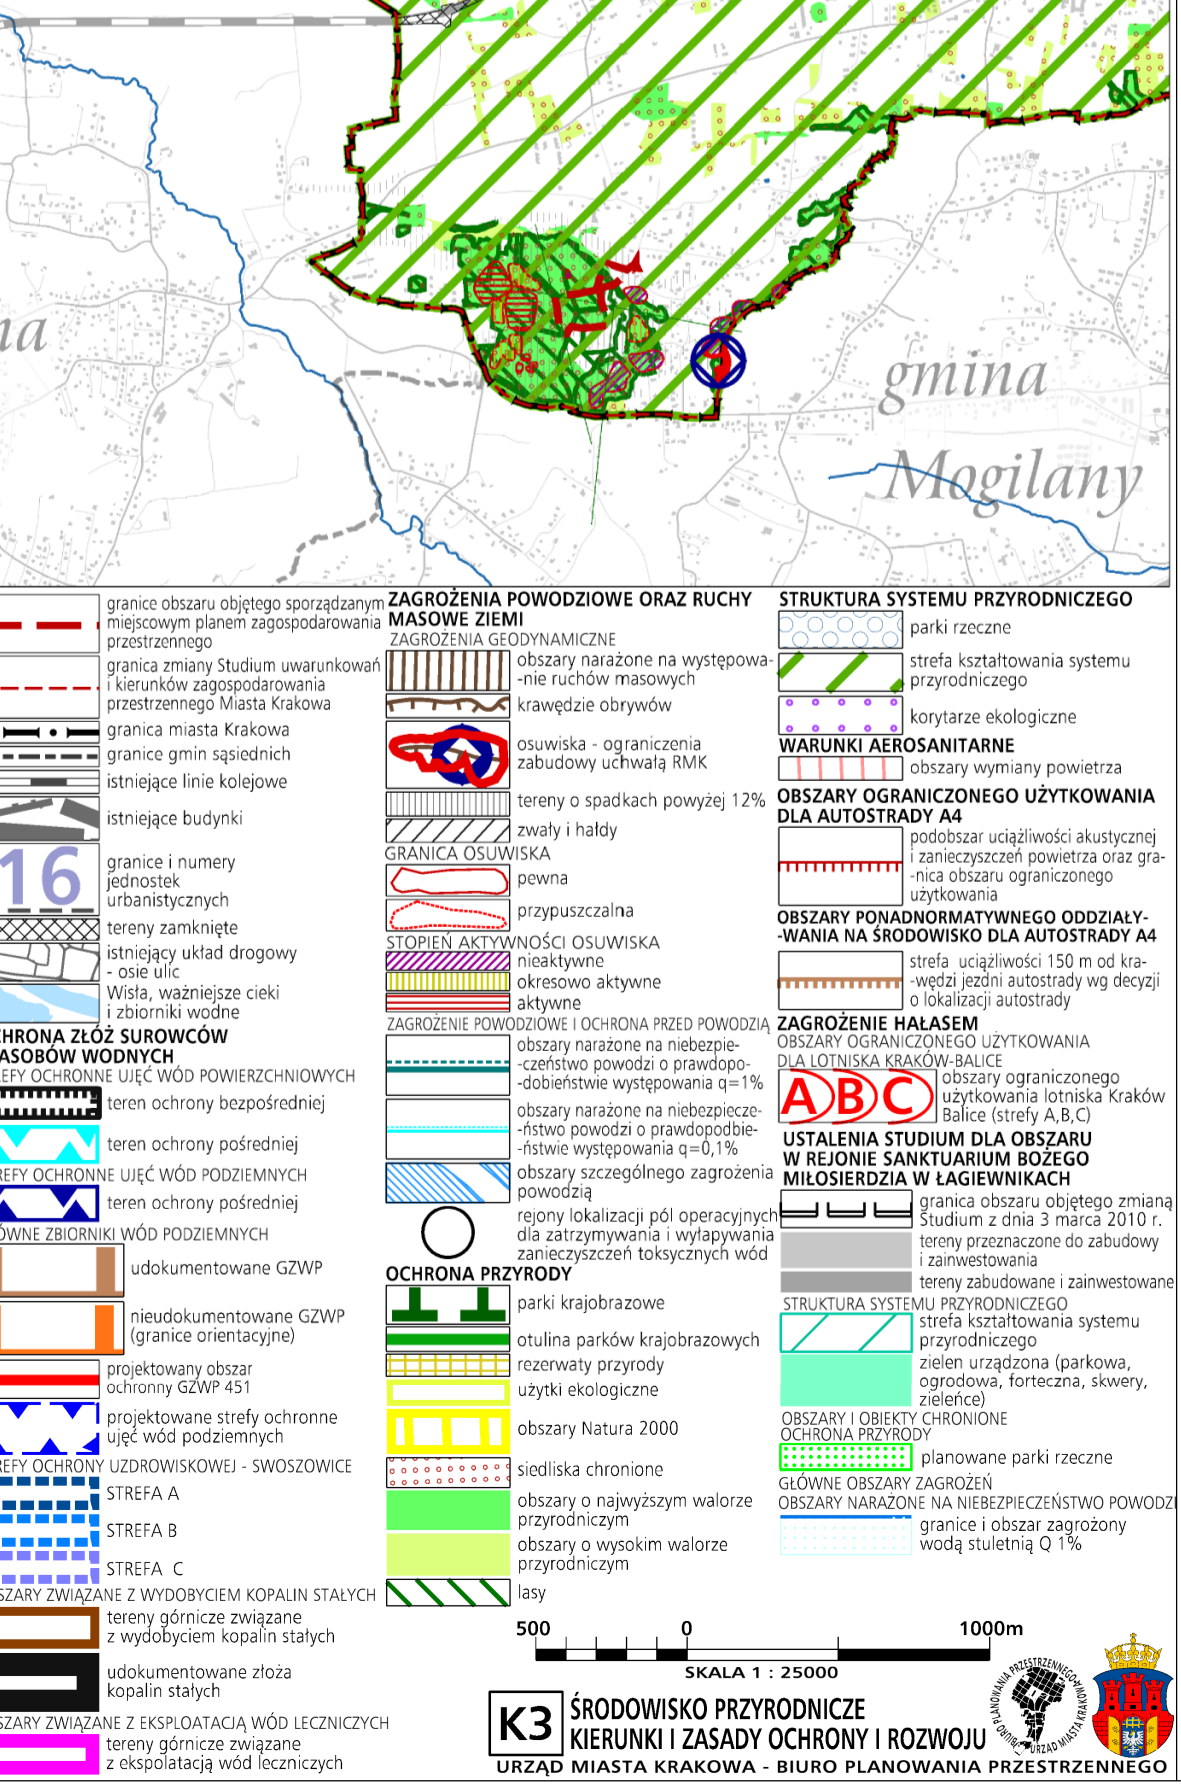 na
gmina
Mogilany
granice obszaru objętego sporządzanym
miejscowym planem zagospodarowania
przestrzennego
granica zmiany Studium uwarunkowań
i kierunków zagospodarowania
przestrzennego Miasta Krakowa
granica miasta Krakowa
granice gmin sąsiednich
istniejące linie kolejowe
istniejące budynki
16
granice i numery
jednostek
urbanistycznych
tereny zamknięte
istniejący układ drogowy
- osie ulic
Wisła, ważniejsze cieki
i zbiorniki wodne
CHRONA ZŁÓŻ SUROWCÓW
ASOBÓW WODNYCH
REFY OCHRONNE UJĘĆ WÓD POWIERZCHNIOWYCH
teren ochrony bezpośredniej
teren ochrony pośredniej
REFY OCHRONNE UJĘĆ WÓD PODZIEMNYCH
teren ochrony pośredniej
ÓWNE ZBIORNIKI WÓD PODZIEMNYCH
udokumentowane GZWP
nieudokumentowane GZWP
(granice orientacyjne)
projektowany obszar
ochronny GZWP 451
projektowane strefy ochronne
ujęć wód podziemnych
REFY OCHRONY UZDROWISKOWEJ - SWOSZOWICE
STREFA A
STREFA B
STREFA C
SZARY ZWIĄZANE Z WYDOBYCIEM KOPALIN STAŁYCH
tereny górnicze związane
z wydobyciem kopalin stałych
udokumentowane złoża
kopalin stałych
SZARY ZWIĄZANE Z EKSPLOATACJĄ WÓD LECZNICZYCH
tereny górnicze związane
z ekspolatacją wód leczniczych
ZAGROŻENIA POWODZIOWE ORAZ RUCHY
MASOWE ZIEMI
ZAGROŻENIA GEODYNAMICZNE
obszary narażone na występowa-
-nie ruchów masowych
krawędzie obrywów
osuwiska - ograniczenia
zabudowy uchwałą RMK
tereny o spadkach powyżej 12%
zwały i hałdy
GRANICA OSUWISKA
pewna
przypuszczalna
STOPIEŃ AKTYWNOŚCI OSUWISKA
nieaktywne
okresowo aktywne
aktywne
ZAGROŻENIE POWODZIOWE I OCHRONA PRZED POWODZIĄ
obszary narażone na niebezpie-
-czeństwo powodzi o prawdopo-
-dobieństwie występowania q=1%
obszary narażone na niebezpiecze-
-ństwo powodzi o prawdopodbie-
-ństwie występowania q=0,1%
obszary szczególnego zagrożenia
powodzią
rejony lokalizacji pól operacyjnych
dla zatrzymywania i wyłapywania
zanieczyszczeń toksycznych wód
OCHRONA PRZYRODY
parki krajobrazowe
otulina parków krajobrazowych
rezerwaty przyrody
użytki ekologiczne
obszary Natura 2000
siedliska chronione
obszary o najwyższym walorze
przyrodniczym
obszary o wysokim walorze
przyrodniczym
lasy
STRUKTURA SYSTEMU PRZYRODNICZEGO
parki rzeczne
strefa kształtowania systemu
przyrodniczego
korytarze ekologiczne
WARUNKI AEROSANITARNE
obszary wymiany powietrza
OBSZARY OGRANICZONEGO UŻYTKOWANIA
DLA AUTOSTRADY A4
podobszar uciążliwości akustycznej
i zanieczyszczeń powietrza oraz gra-
-nica obszaru ograniczonego
użytkowania
OBSZARY PONADNORMATYWNEGO ODDZIAŁY-
-WANIA NA ŚRODOWISKO DLA AUTOSTRADY A4
strefa uciążliwości 150 m od kra-
-wędzi jezdni autostrady wg decyzji
o lokalizacji autostrady
ZAGROŻENIE HAŁASEM
OBSZARY OGRANICZONEGO UŻYTKOWANIA
DLA LOTNISKA KRAKÓW-BALICE
A B C
obszary ograniczonego
użytkowania lotniska Kraków
Balice (strefy A,B,C)
USTALENIA STUDIUM DLA OBSZARU
W REJONIE SANKTUARIUM BOŻEGO
MIŁOSIERDZIA W ŁAGIEWNIKACH
granica obszaru objętego zmianą
Studium z dnia 3 marca 2010 r.
tereny przeznaczone do zabudowy
i zainwestowania
tereny zabudowane i zainwestowane
STRUKTURA SYSTEMU PRZYRODNICZEGO
strefa kształtowania systemu
przyrodniczego
zielen urządzona (parkowa,
ogrodowa, forteczna, skwery,
zieleńce)
OBSZARY I OBIEKTY CHRONIONE
OCHRONA PRZYRODY
planowane parki rzeczne
GŁÓWNE OBSZARY ZAGROŻEŃ
OBSZARY NARAŻONE NA NIEBEZPIECZEŃSTWO POWODZI
granice i obszar zagrożony
wodą stuletnią Q 1%
500 0 1000m
SKALA 1 : 25000
K3
ŚRODOWISKO PRZYRODNICZE
KIERUNKI I ZASADY OCHRONY I ROZWOJU
BIURO PLANOWANIA PRZESTRZENNEGO
URZĄD MIASTA KRAKOWA
URZĄD MIASTA KRAKOWA - BIURO PLANOWANIA PRZESTRZENNEGO